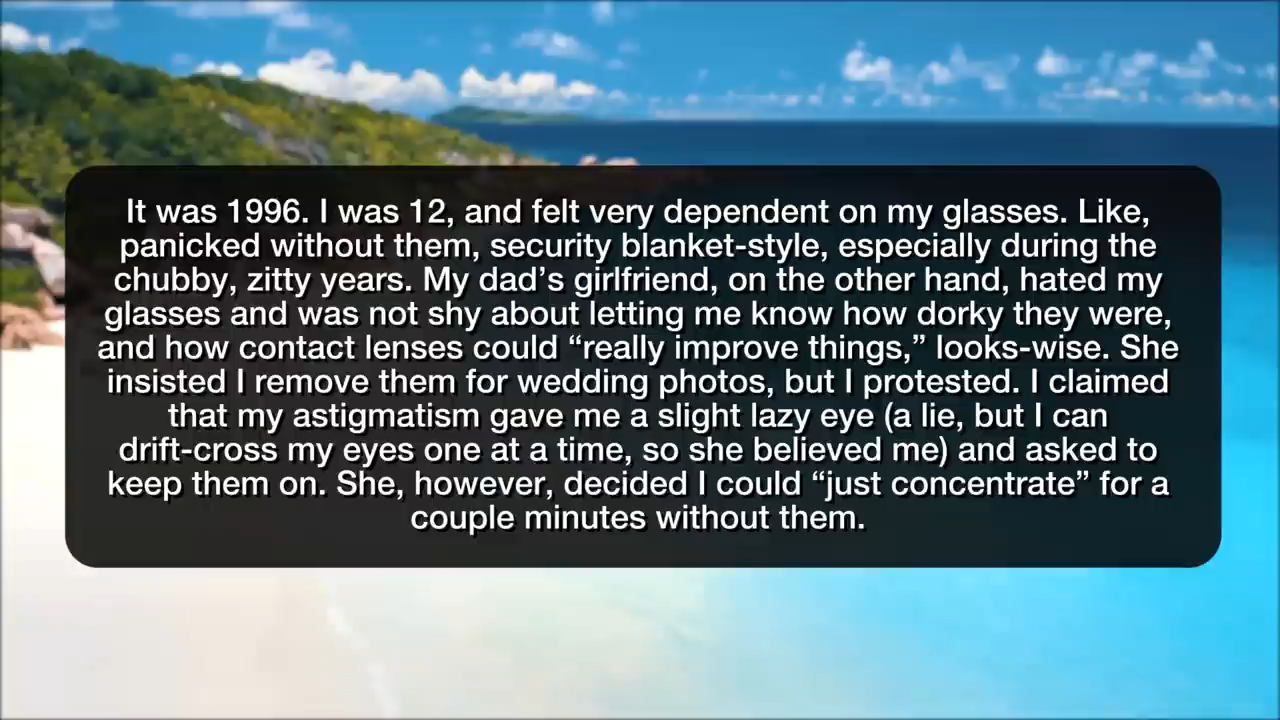 It was 1996. I was 12, and felt very dependent on my glasses. Like,
panicked without them, security blanket-style, especially during the
chubby, zitty years. My dad’s girlfriend, on the other hand, hated my
glasses and was not shy about letting me know how dorky they were,
and how contact lenses could “really improve things,” looks-wise. She
insisted I remove them for wedding photos, but I protested. I claimed
that my astigmatism gave me a slight lazy eye (a lie, but I can
drift-cross my eyes one at a time, so she believed me) and asked to
keep them on. She, however, decided I could “just concentrate” for a
couple minutes without them.